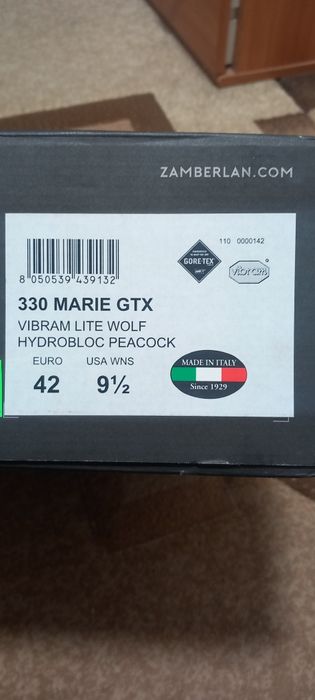 ZAMBERLAN.COM
110 0000142
GORE-TEX
vibram
8 050539 439132
330 MARIE GTX
VIBRAM LITE WOLF
HYDROBLOC PEACOCK
EURO USA WNS
42 9½
MADE IN ITALY
Since 1929